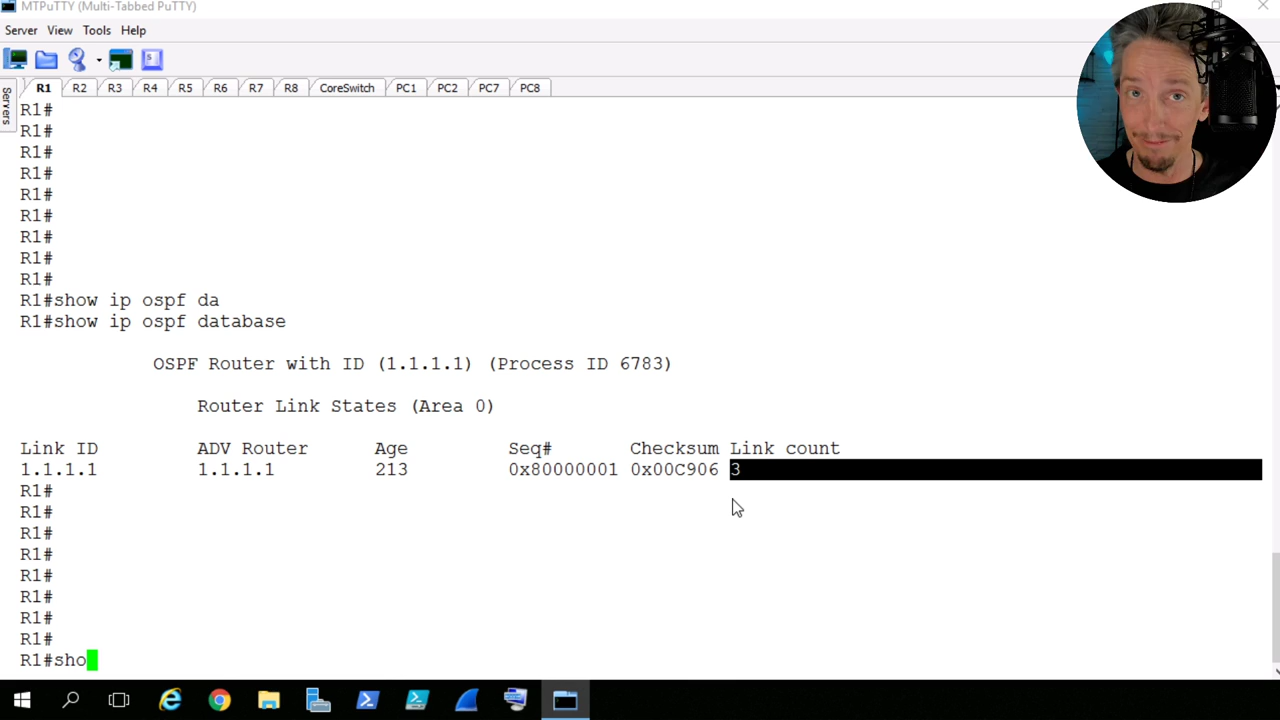 MTPuTTY (Multi-Tabbed PuTTY)
Server View Tools Help
Servers
R1 R2 R3 R4 R5 R6 R7 R8 CoreSwitch PC1 PC2 PC7 PC8
R1#
R1#
R1#
R1#
R1#
R1#
R1#
R1#
R1#
R1#show ip ospf da
R1#show ip ospf database
OSPF Router with ID (1.1.1.1) (Process ID 6783)
Router Link States (Area 0)
Link ID ADV Router Age Seq# Checksum Link count
1.1.1.1 1.1.1.1 213 0x80000001 0x00C906 3
R1#
R1#
R1#
R1#
R1#
R1#
R1#
R1#
R1#sho